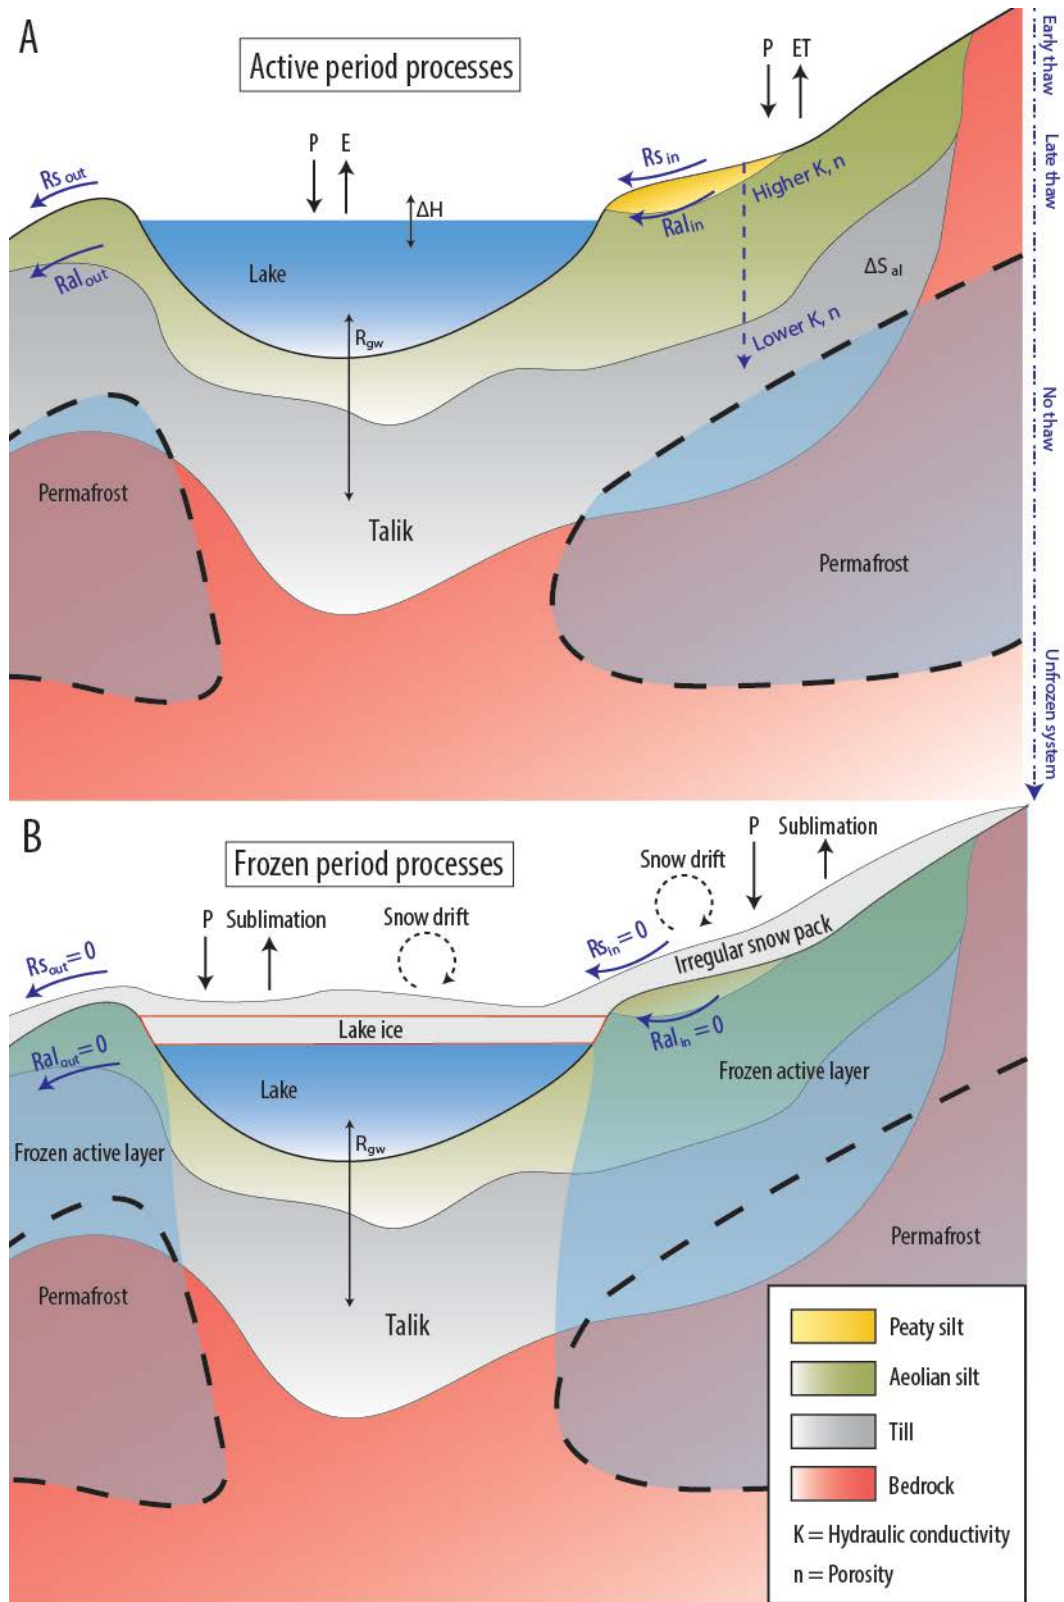 A
Active period processes
P
ET
P
E
Rs out
Rs in
ΔH
Higher K, n
Ral in
Ral out
Lake
ΔS al
R gw
Lower K, n
Permafrost
Talik
Permafrost
Early thaw
Late thaw
No thaw
Unfrozen system
B
Frozen period processes
P
Sublimation
Snow drift
P
Sublimation
Snow drift
Rs out = 0
Rs in = 0
Irregular snow pack
Lake ice
Ral in = 0
Ral out = 0
Lake
Frozen active layer
R gw
Frozen active layer
Permafrost
Permafrost
Talik
Peaty silt
Aeolian silt
Till
Bedrock
K = Hydraulic conductivity
n = Porosity